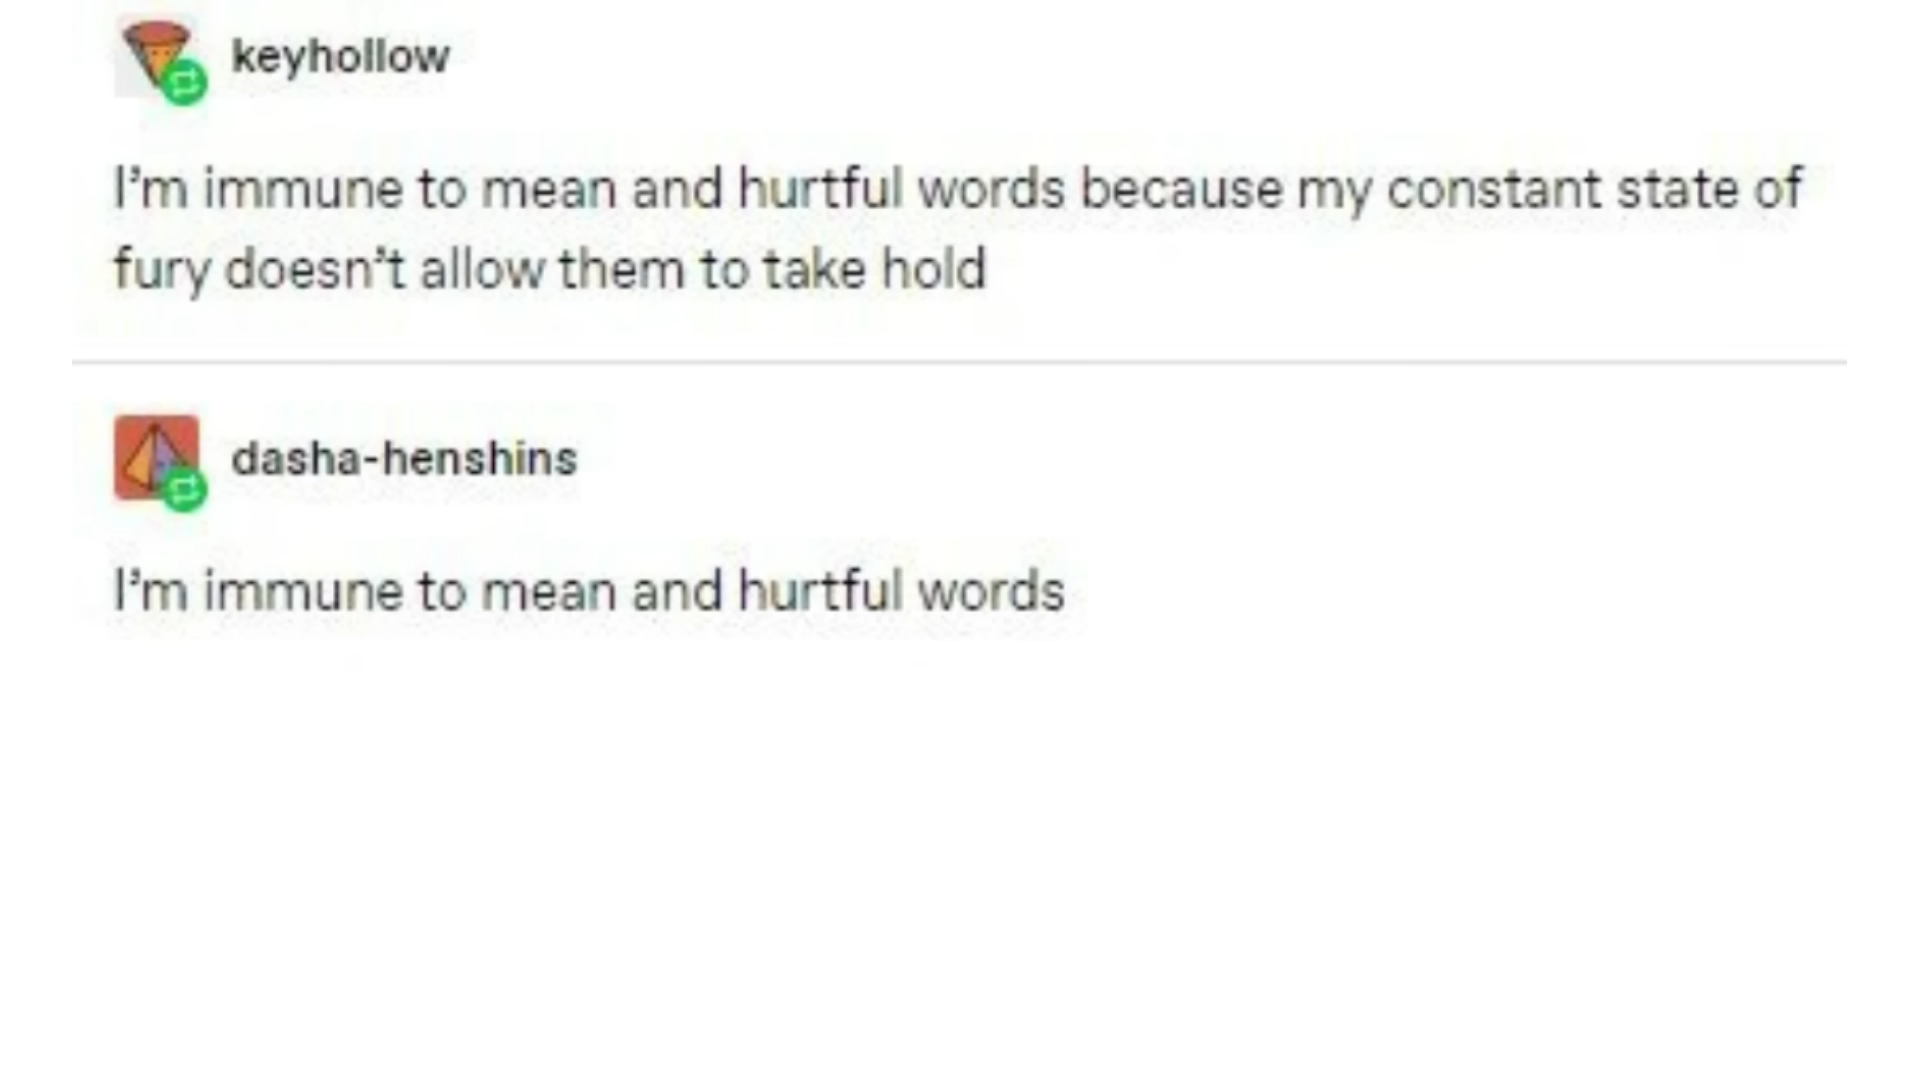 keyhollow
I'm immune to mean and hurtful words because my constant state of
fury doesn't allow them to take hold
dasha-henshins
I'm immune to mean and hurtful words